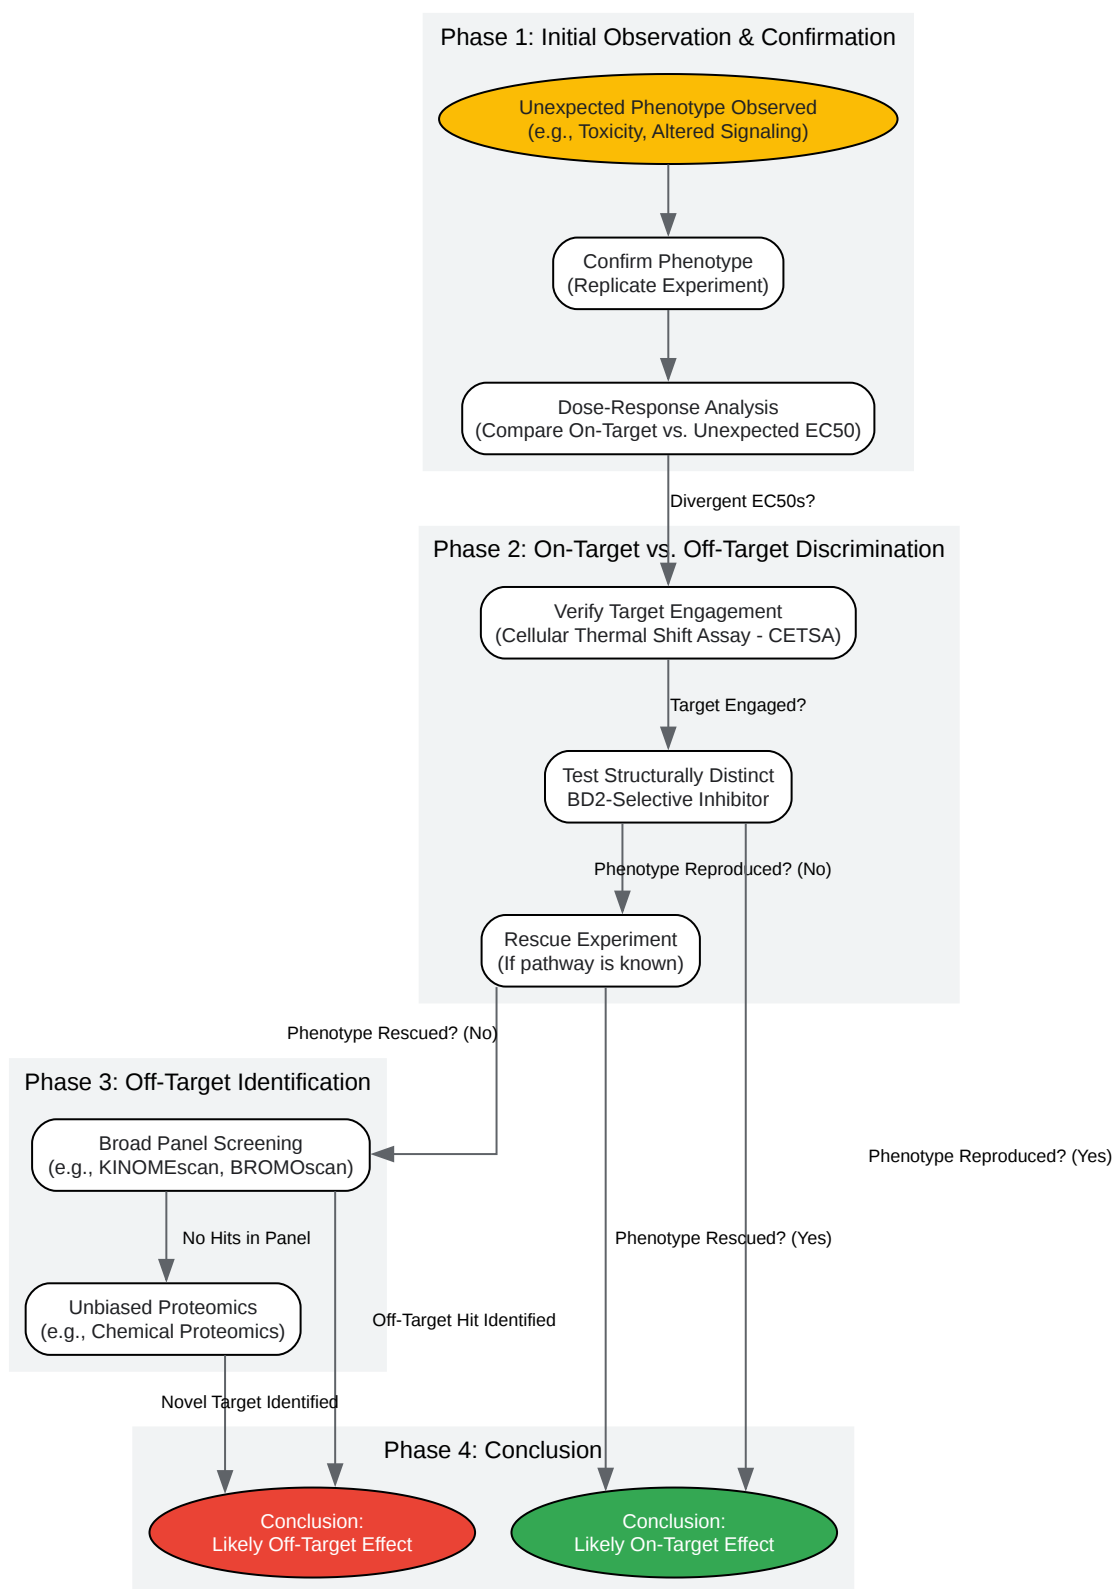 Phase 1: Initial Observation & Confirmation
Unexpected Phenotype Observed
(e.g., Toxicity, Altered Signaling)
Confirm Phenotype
(Replicate Experiment)
Dose-Response Analysis
(Compare On-Target vs. Unexpected EC50)
Divergent EC50s?
Phase 2: On-Target vs. Off-Target Discrimination
Verify Target Engagement
(Cellular Thermal Shift Assay - CETSA)
Target Engaged?
Test Structurally Distinct
BD2-Selective Inhibitor
Phenotype Reproduced? (No)
Rescue Experiment
(If pathway is known)
Phenotype Rescued? (No)
Phase 3: Off-Target Identification
Broad Panel Screening
(e.g., KINOMEscan, BROMOscan)
Phenotype Reproduced? (Yes)
No Hits in Panel
Phenotype Rescued? (Yes)
Unbiased Proteomics
(e.g., Chemical Proteomics)
Off-Target Hit Identified
Novel Target Identified
Phase 4: Conclusion
Conclusion:
Likely Off-Target Effect
Conclusion:
Likely On-Target Effect